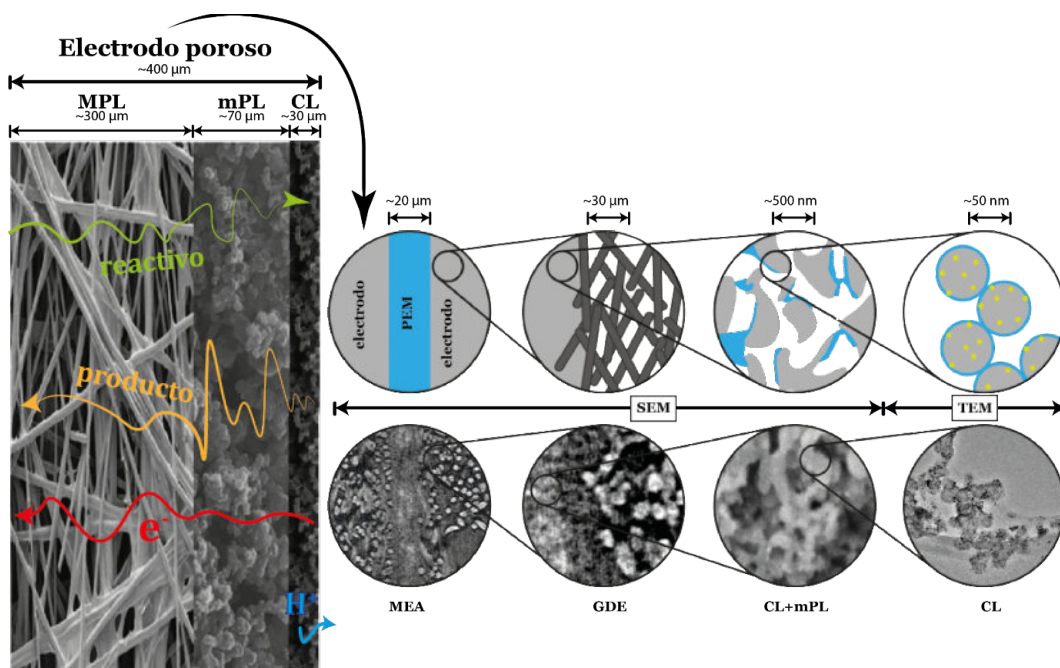 Electrodo poroso
~400 µm
MPL
~300 µm
mPL
~70 µm
CL
~30 µm
reactivo
producto
e-
H+
~20 µm
~30 µm
~500 nm
~50 nm
electrodo
PEM
electrodo
SEM
TEM
MEA
GDE
CL+mPL
CL